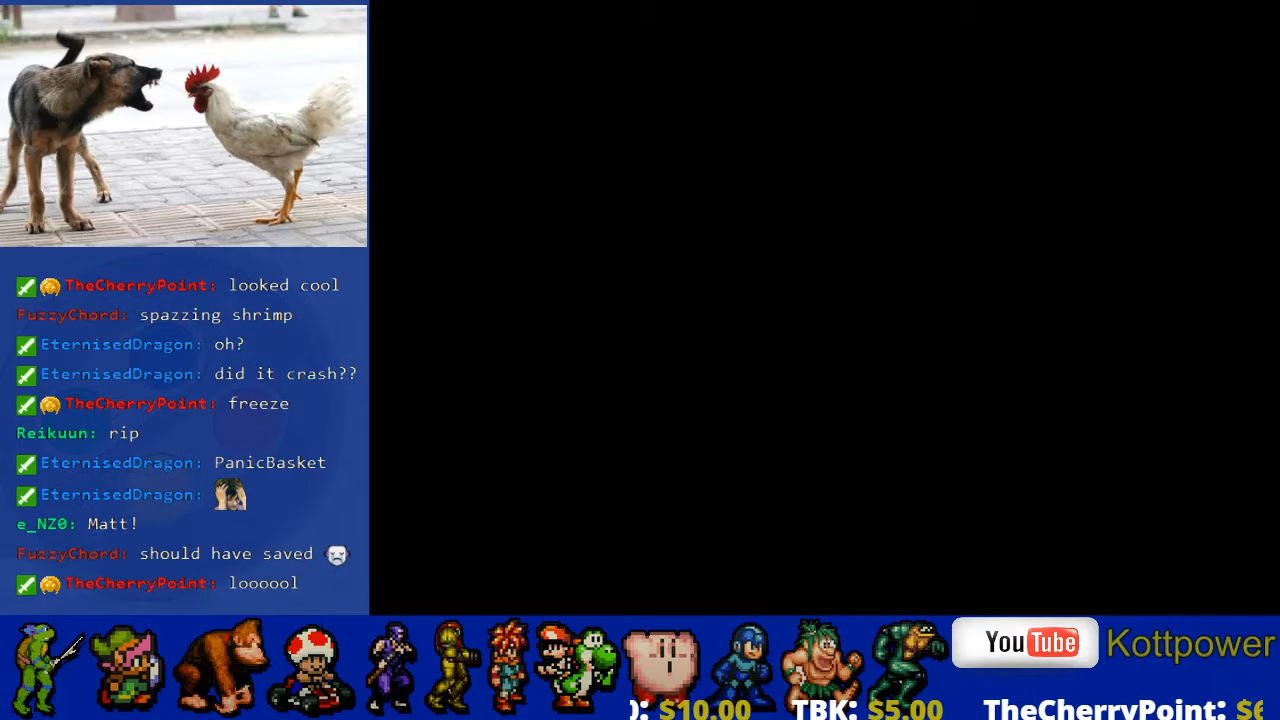 TheCherryPoint: looked cool
FuzzyChord: spazzing shrimp
EternisedDragon: oh?
EternisedDragon: did it crash??
TheCherryPoint: freeze
Reikuun: rip
EternisedDragon: PanicBasket
EternisedDragon:
e_NZ0: Matt!
FuzzyChord: should have saved
TheCherryPoint: loooool
YouTube Kottpower
$10.00 TBK: $5.00 TheCherryPoint: